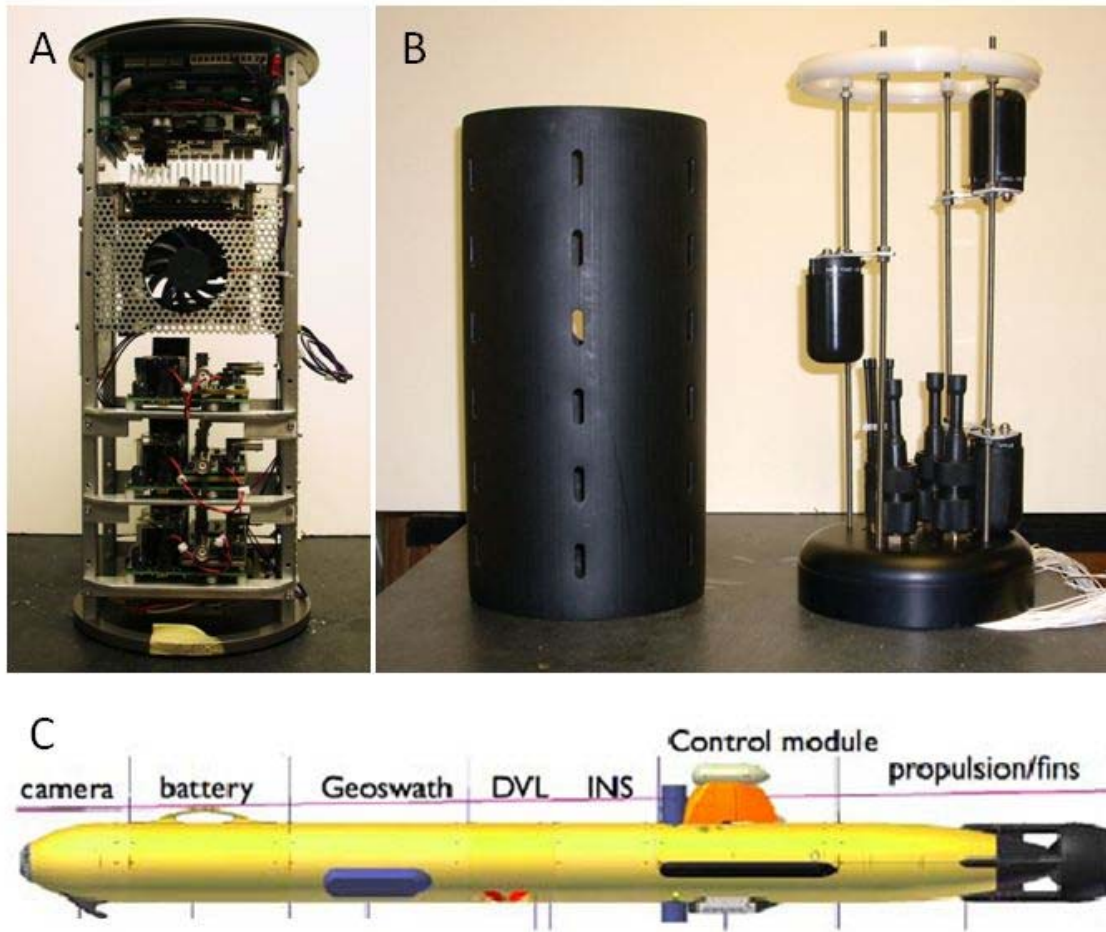 A
B
C
camera
battery
Geoswath
DVL
INS
Control module
propulsion/fins